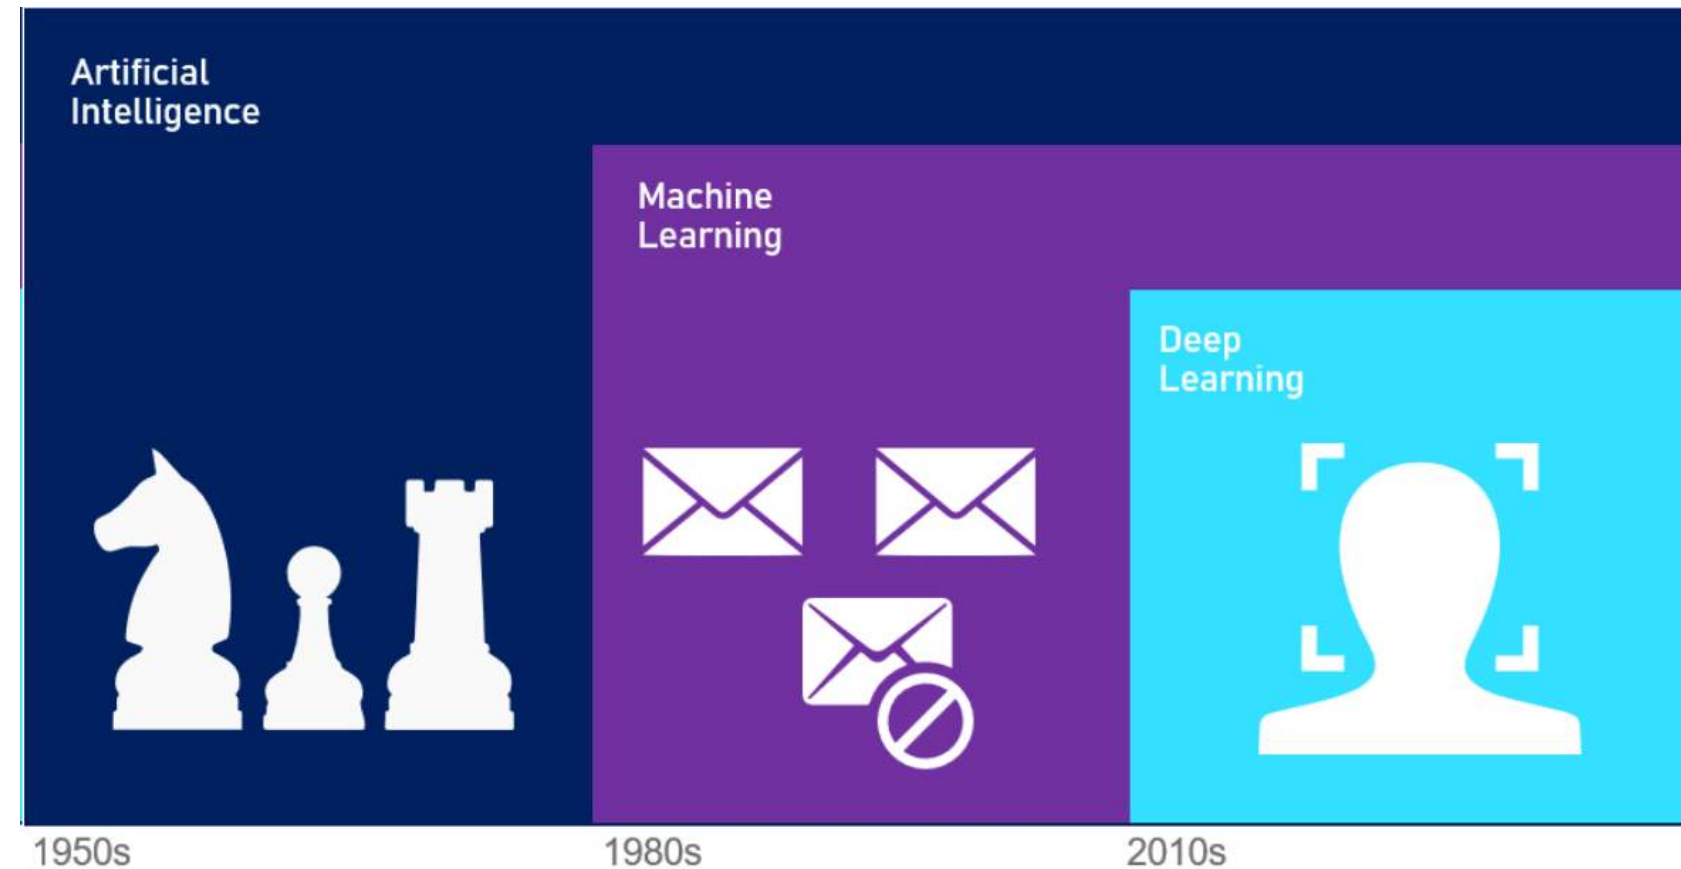 Artificial
Intelligence
Machine
Learning
Deep
Learning
1950s
1980s
2010s